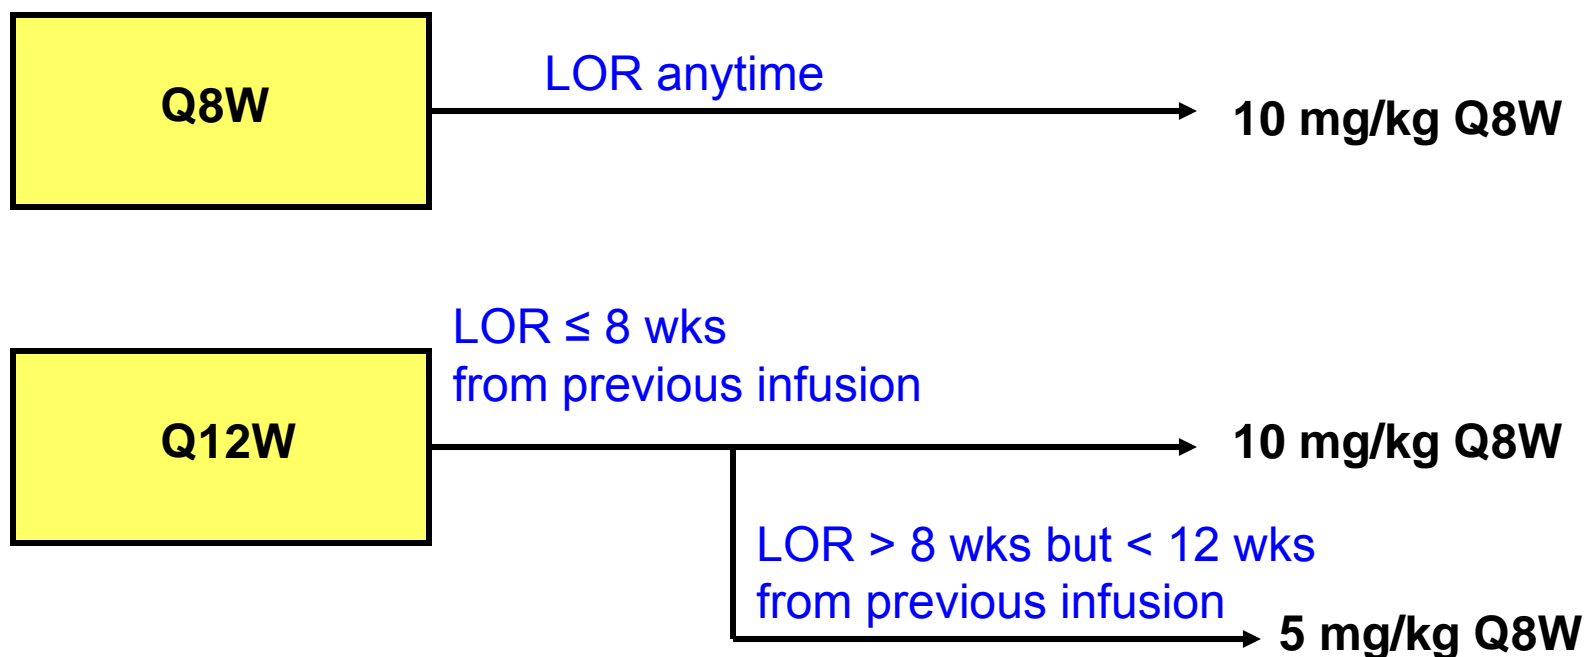 LOR anytime
Q8W
10 mg/kg Q8W
LOR ≤ 8 wks
from previous infusion
Q12W
10 mg/kg Q8W
LOR > 8 wks but < 12 wks
from previous infusion
5 mg/kg Q8W